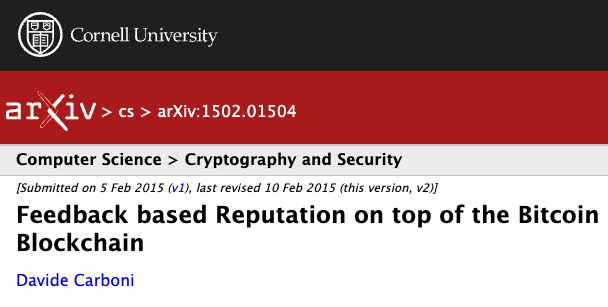 Cornell University
arXiv > cs > arXiv:1502.01504
Computer Science > Cryptography and Security
[Submitted on 5 Feb 2015 (v1), last revised 10 Feb 2015 (this version, v2)]
Feedback based Reputation on top of the Bitcoin
Blockchain
Davide Carboni